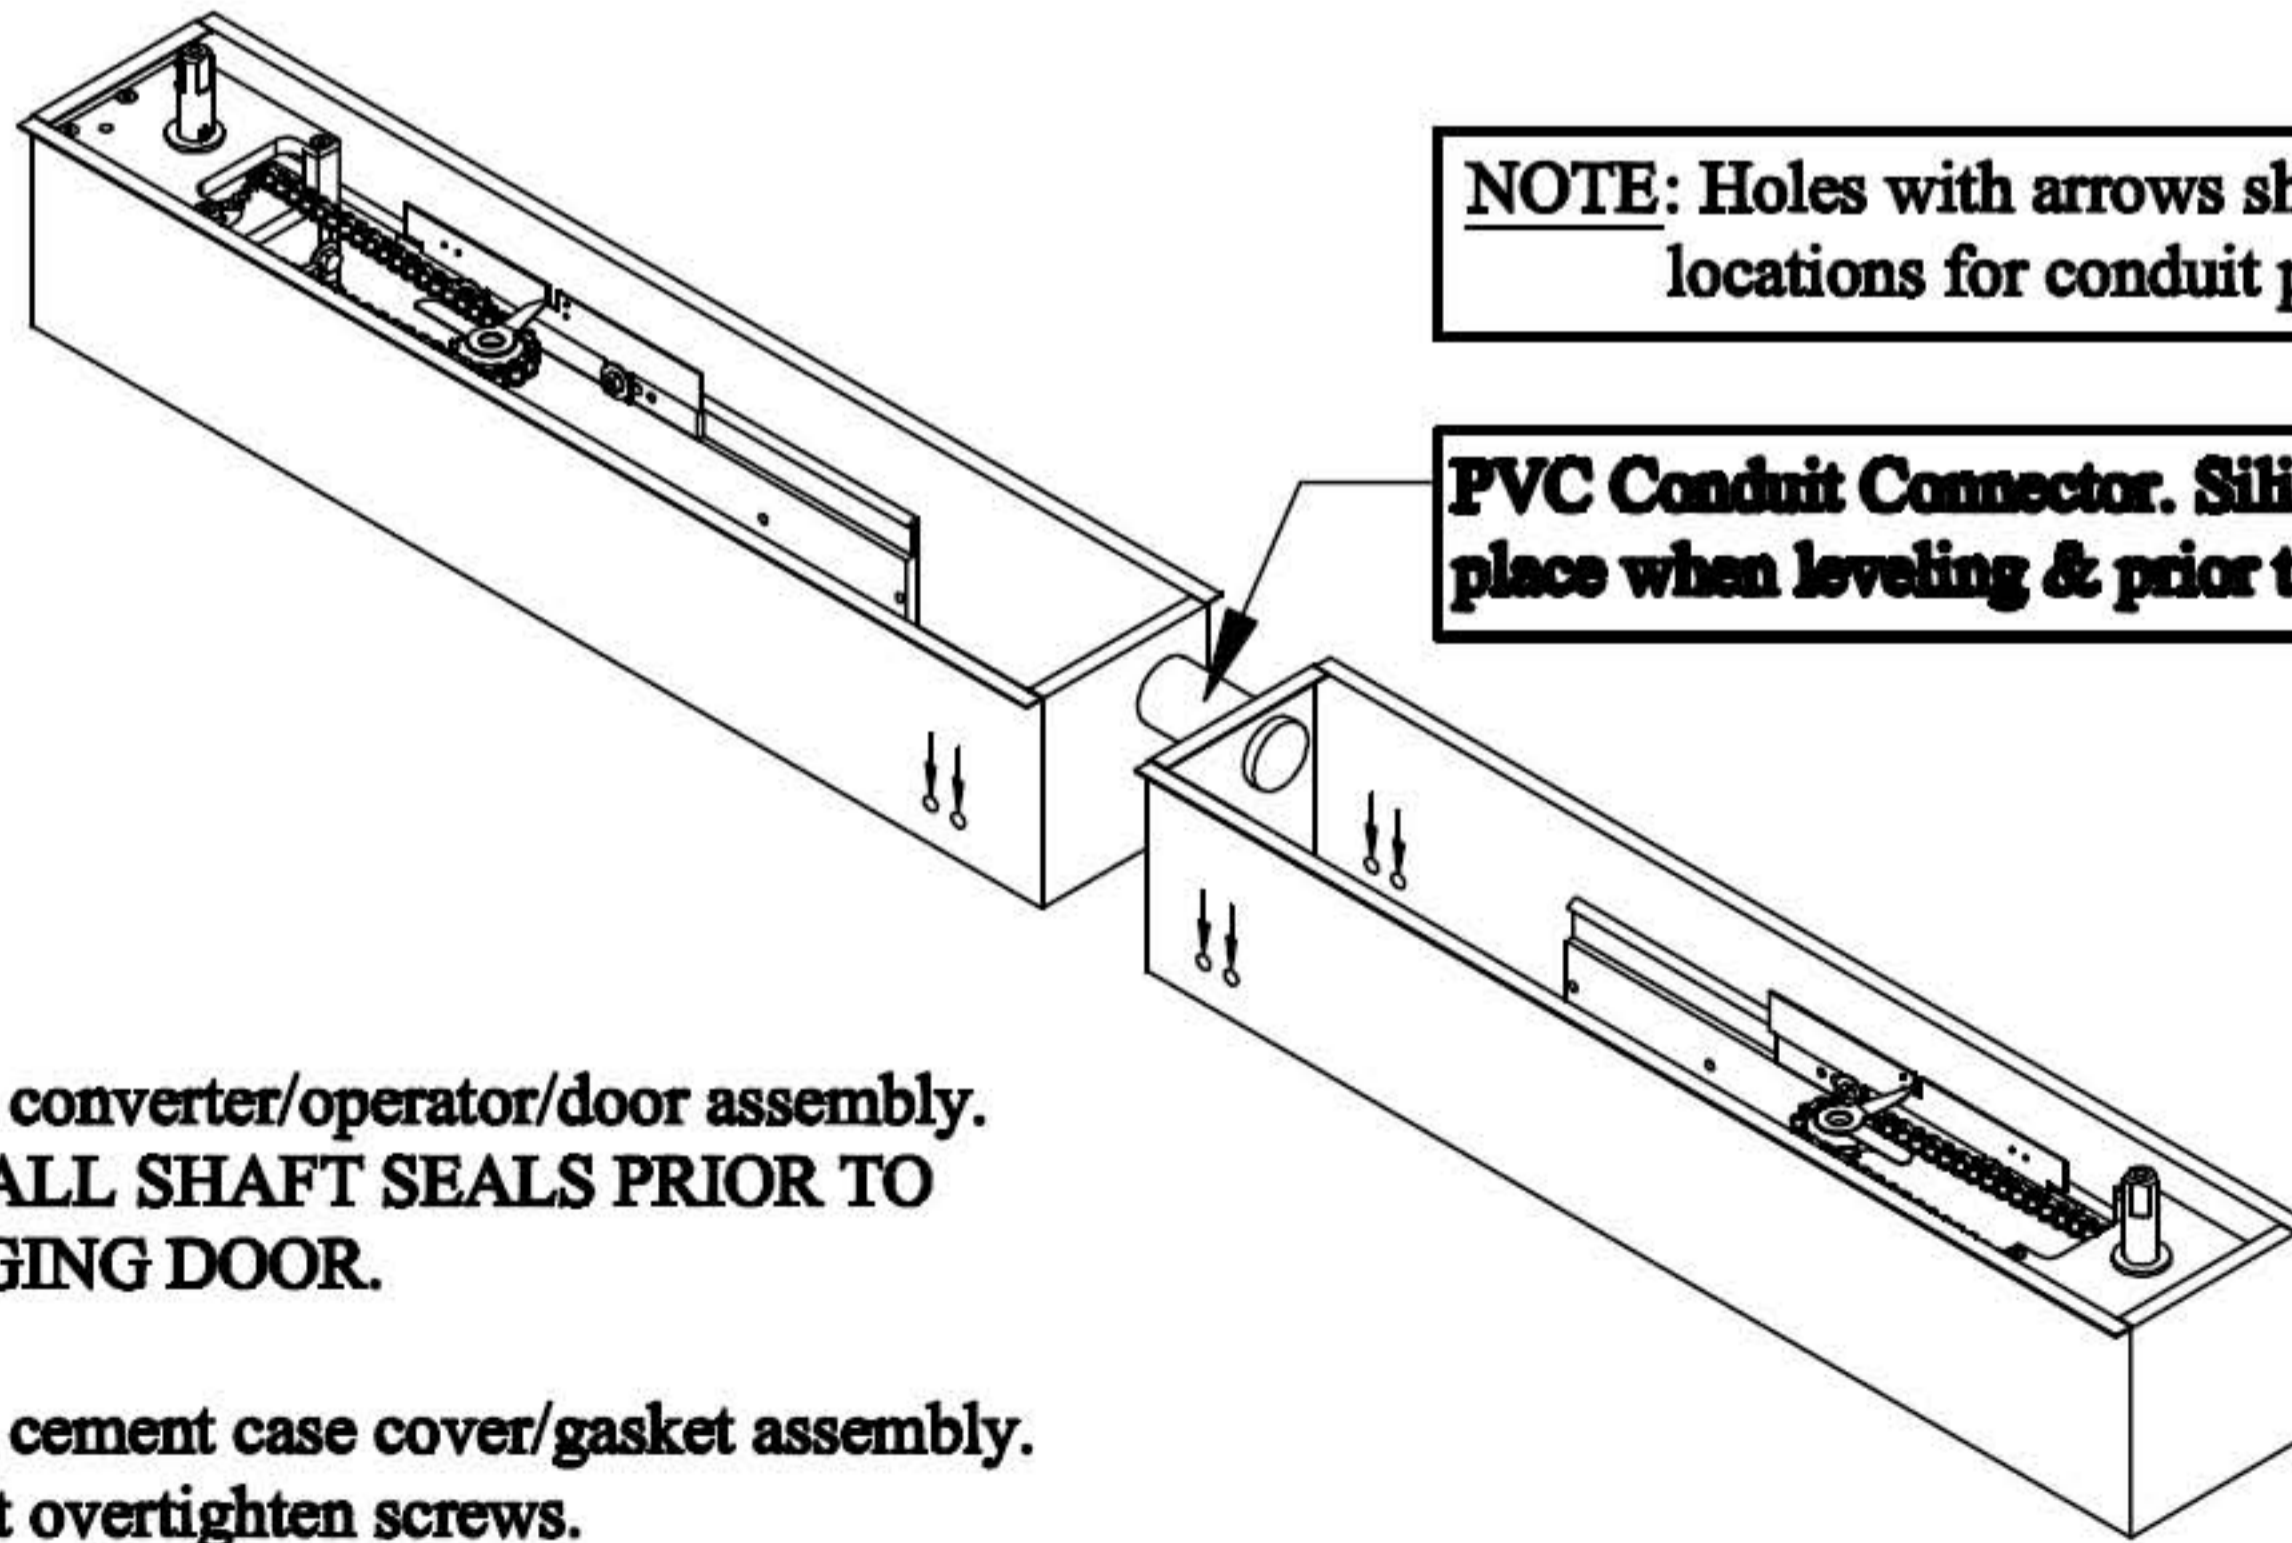 NOTE: Holes with arrows sh
locations for conduit p
PVC Conduit Connector. Sili
place when leveling & prior t
converter/operator/door assembly.
ALL SHAFT SEALS PRIOR TO
GING DOOR.
cement case cover/gasket assembly.
t overtighten screws.